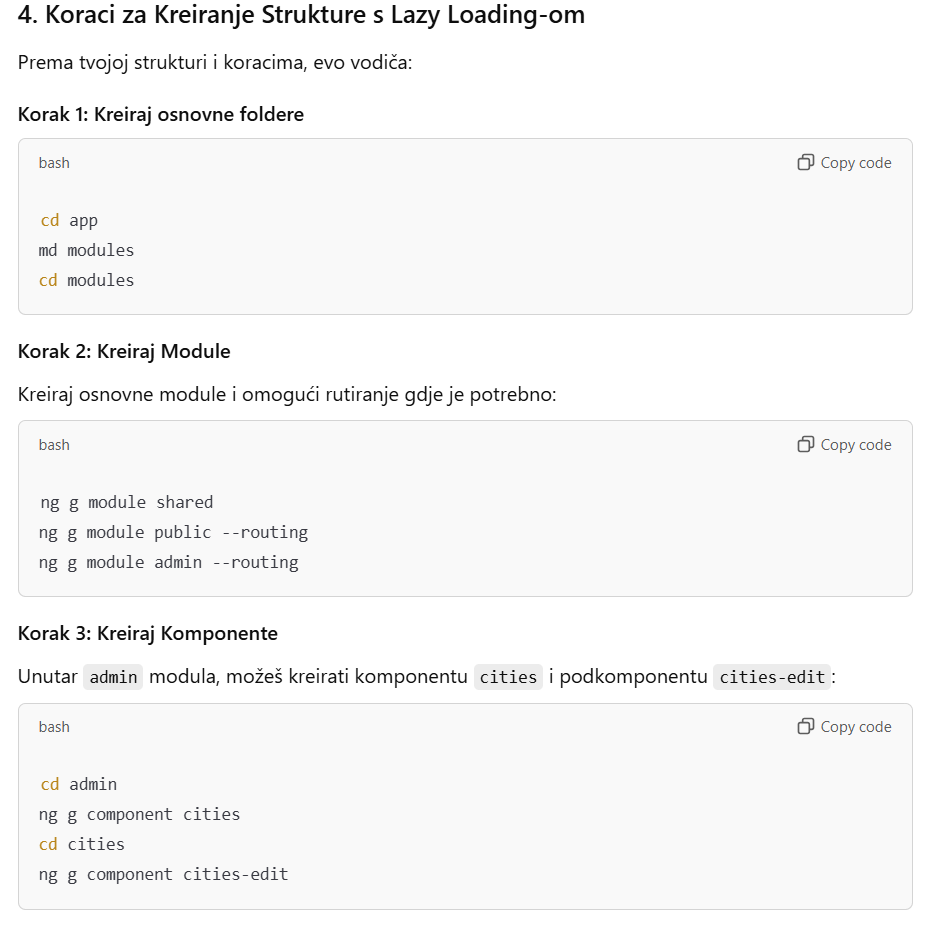 4. Koraci za Kreiranje Strukture s Lazy Loading-om
Prema tvojoj strukturi i koracima, evo vodiča:
Korak 1: Kreiraj osnovne foldere
bash
Copy code
cd app
md modules
cd modules
Korak 2: Kreiraj Module
Kreiraj osnovne module i omogući rutiranje gdje je potrebno:
bash
Copy code
ng g module shared
ng g module public --routing
ng g module admin --routing
Korak 3: Kreiraj Komponente
Unutar admin modula, možeš kreirati komponentu cities i podkomponentu cities-edit:
bash
Copy code
cd admin
ng g component cities
cd cities
ng g component cities-edit